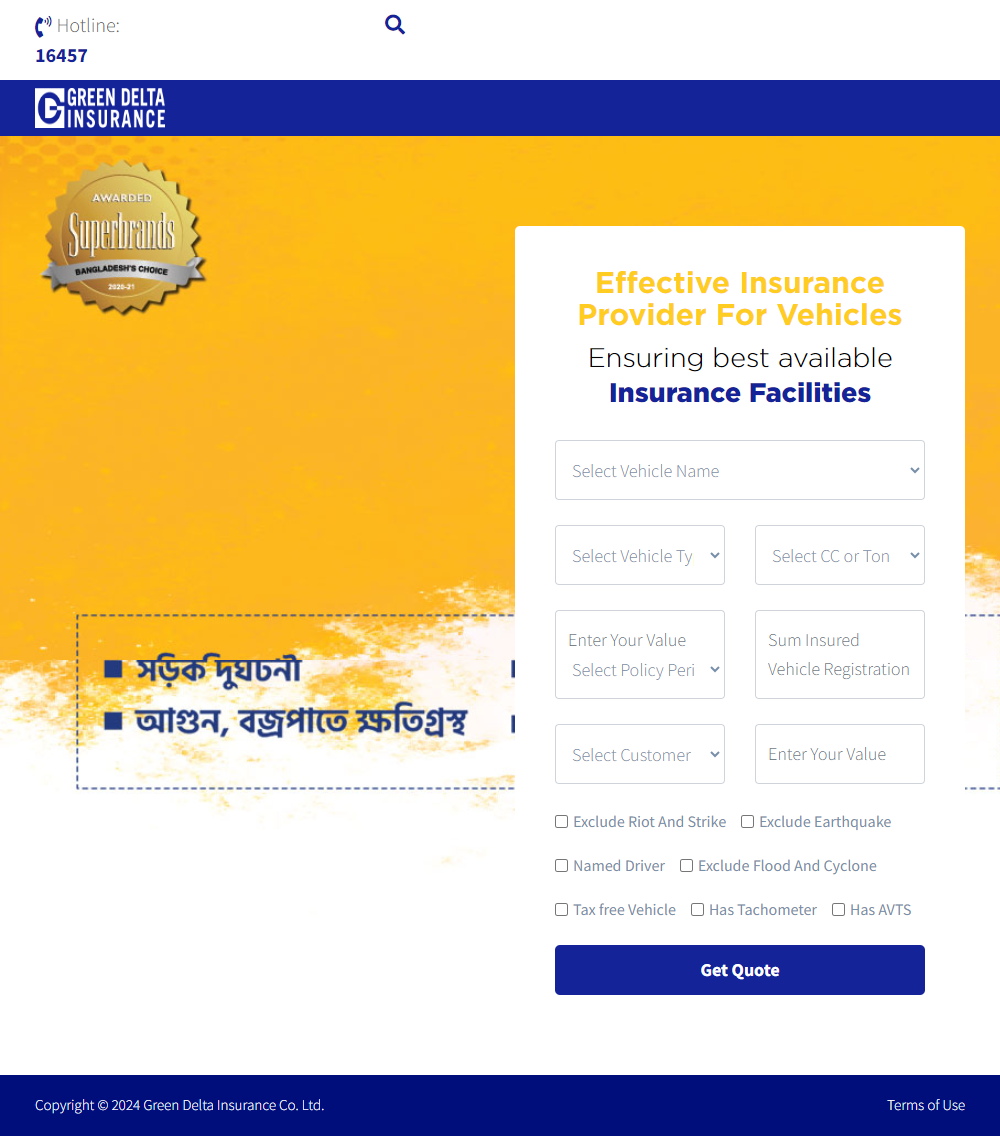 Hotline:
16457
GREEN DELTA
INSURANCE
AWARDED
Superbrands
BANGLADESH'S CHOICE
2020-21
Effective Insurance
Provider For Vehicles
Ensuring best available
Insurance Facilities
Select Vehicle Name
Select Vehicle Ty
Select CC or Ton
Enter Your Value
Sum Insured
Select Policy Peri
Vehicle Registration
সড়ক দুর্ঘটনা
আগুন, বজ্রপাতে ক্ষতিগ্রস্থ
Select Customer
Enter Your Value
Exclude Riot And Strike
Exclude Earthquake
Named Driver
Exclude Flood And Cyclone
Tax free Vehicle
Has Tachometer
Has AVTS
Get Quote
Copyright © 2024 Green Delta Insurance Co. Ltd.
Terms of Use